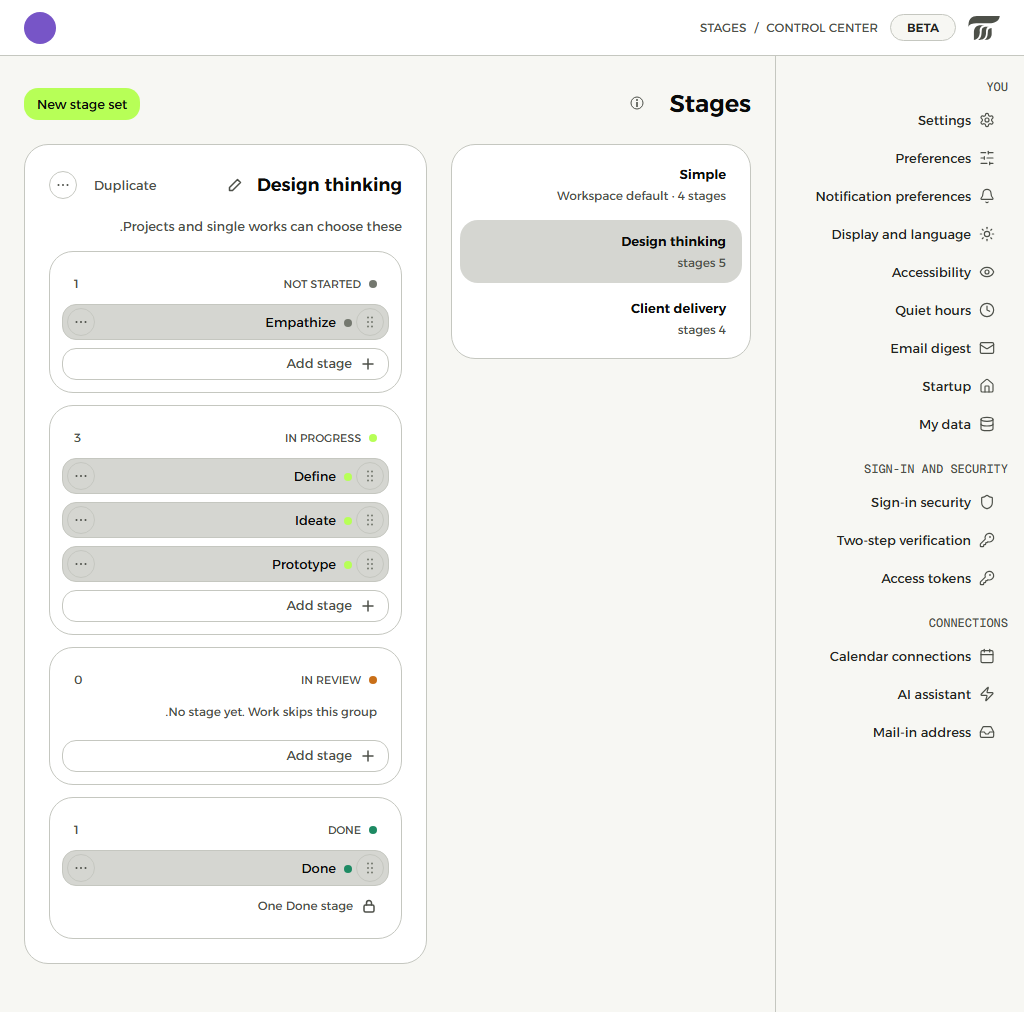 BETA
CONTROL CENTER / STAGES
YOU
Settings
Preferences
Notification preferences
Display and language
Accessibility
Quiet hours
Email digest
Startup
My data
SIGN-IN AND SECURITY
Sign-in security
Two-step verification
Access tokens
CONNECTIONS
Calendar connections
AI assistant
Mail-in address
Stages
New stage set
Simple
Workspace default · 4 stages
Design thinking
stages 5
Client delivery
stages 4
Design thinking
Duplicate
.Projects and single works can choose these
NOT STARTED
1
Empathize
Add stage
IN PROGRESS
3
Define
Ideate
Prototype
Add stage
IN REVIEW
0
.No stage yet. Work skips this group
Add stage
DONE
1
Done
One Done stage